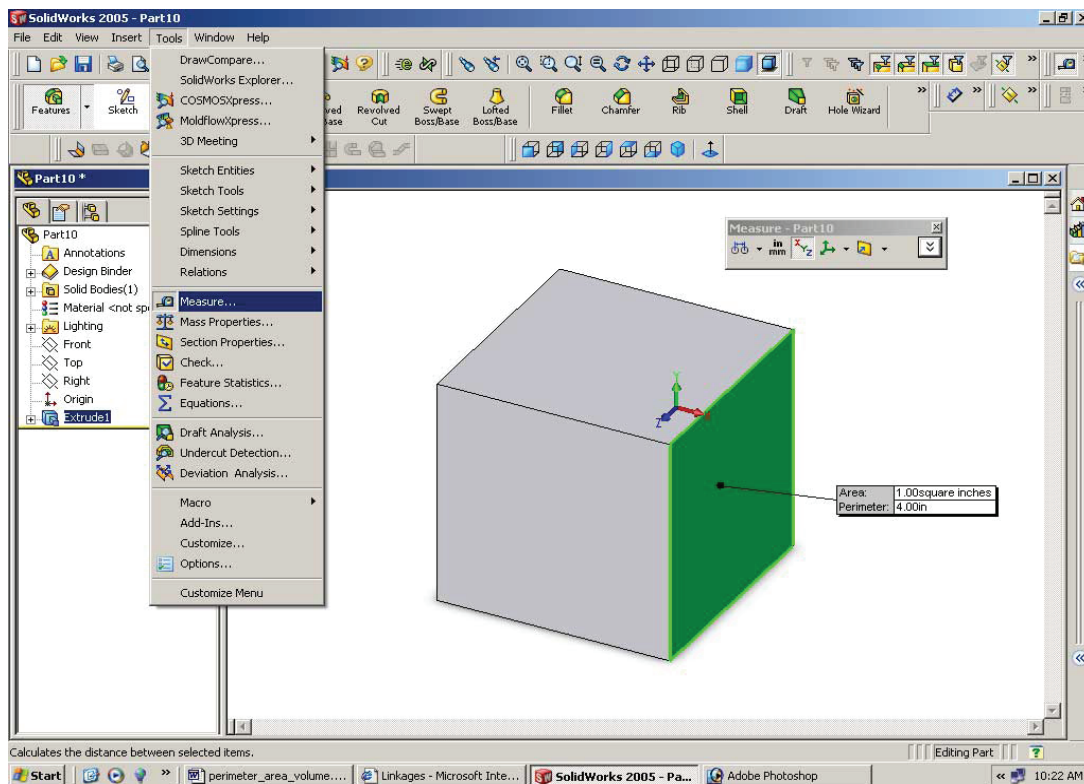 SolidWorks 2005 - Part10
File Edit View Insert Tools Window Help
DrawCompare...
SolidWorks Explorer...
COSMOSXpress...
MoldflowXpress...
3D Meeting
Sketch Entities
Sketch Tools
Sketch Settings
Spline Tools
Dimensions
Relations
Measure...
Mass Properties...
Section Properties...
Check...
Feature Statistics...
Equations...
Draft Analysis...
Undercut Detection...
Deviation Analysis...
Macro
Add-Ins...
Customize...
Options...
Customize Menu
Features Sketch
ved Base
Revolved Cut
Swept Boss/Base
Lofted Boss/Base
Fillet Chamfer Rib Shell Draft Hole Wizard
Part10 *
Part10
Annotations
Design Binder
Solid Bodies(1)
Material <not spe
Lighting
Front
Top
Right
Origin
Extrude1
Measure - Part10
in
mm
X Y Z
Y
Z
Area: 1.00square inches
Perimeter: 4.00in
Calculates the distance between selected items.
Editing Part
Start
perimeter_area_volume....
Linkages - Microsoft Inte...
SolidWorks 2005 - Pa...
Adobe Photoshop
10:22 AM